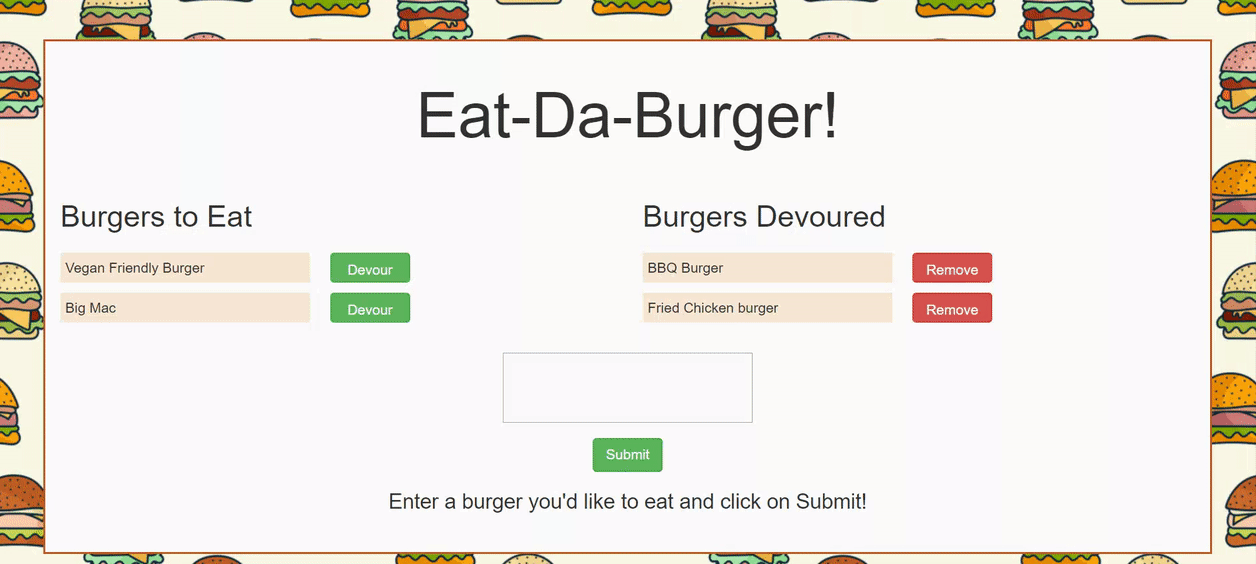 Eat-Da-Burger!
Burgers to Eat
Vegan Friendly Burger
Devour
Big Mac
Devour
Burgers Devoured
BBQ Burger
Remove
Fried Chicken burger
Remove
Submit
Enter a burger you'd like to eat and click on Submit!